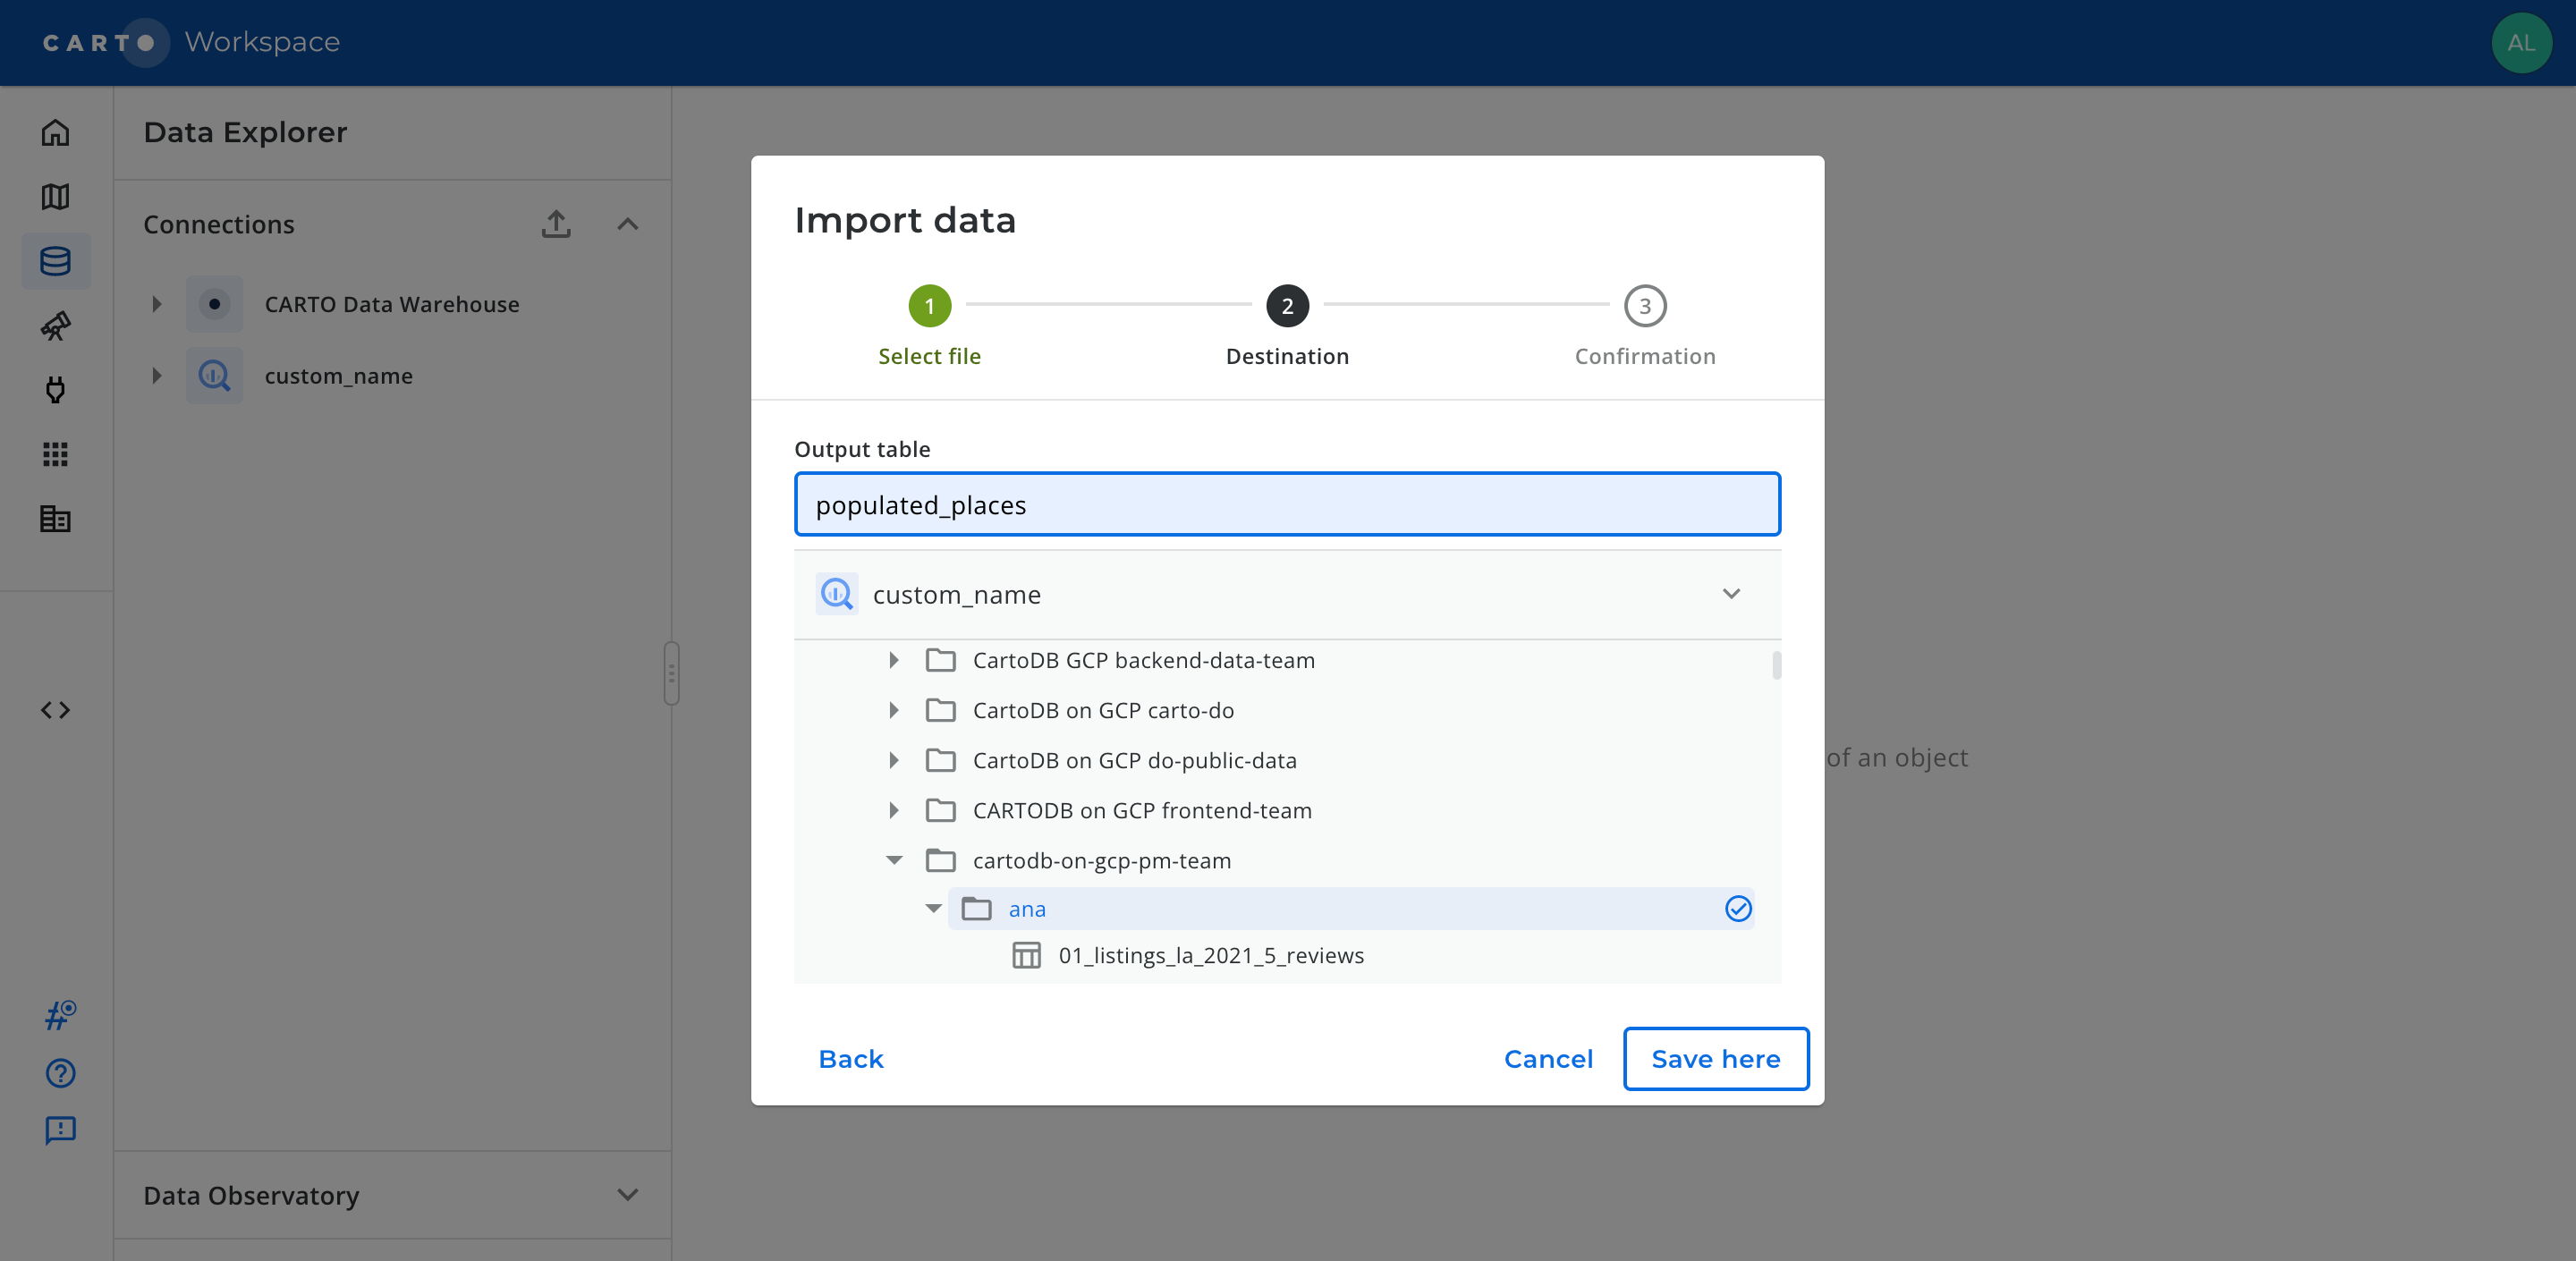 CARTO Workspace
AL
Data Explorer
Connections
CARTO Data Warehouse
custom_name
Data Observatory
Import data
1
2
3
Select file
Destination
Confirmation
Output table
populated_places
custom_name
CartoDB GCP backend-data-team
CartoDB on GCP carto-do
CartoDB on GCP do-public-data
CARTODB on GCP frontend-team
cartodb-on-gcp-pm-team
ana
01_listings_la_2021_5_reviews
Back
Cancel
Save here
of an object